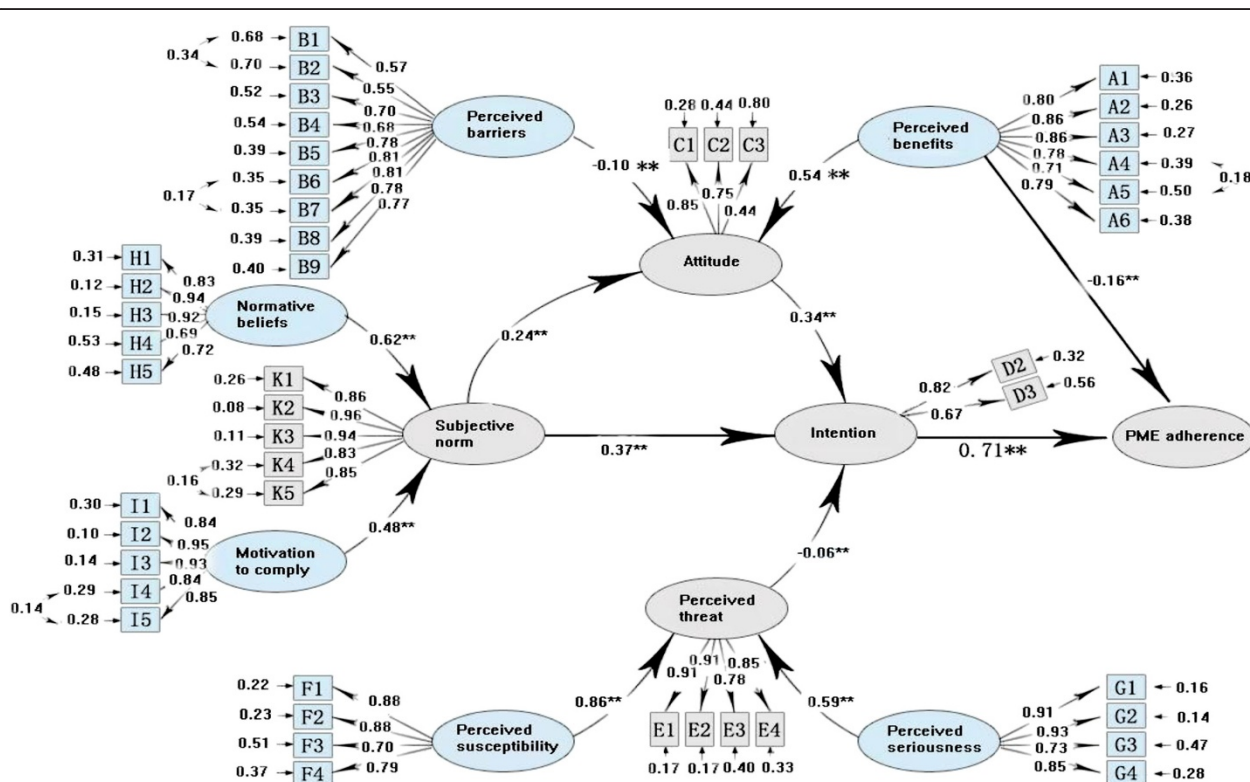 0.68 B1
0.34
0.70 B2
0.57
0.52 B3
0.55
0.54 B4
0.70
0.68
0.39 B5
0.78
0.35 B6
0.81
0.17
0.35 B7
0.81
0.78
0.39 B8
0.77
0.40 B9
Perceived
barriers
0.28 0.44 0.80
C1 C2 C3
0.85 0.75 0.44
-0.10 **
0.54 **
Attitude
Perceived
benefits
0.80 A1 0.36
0.86 A2 0.26
0.86 A3 0.27
0.78 A4 0.39
0.18
0.71 A5 0.50
0.79 A6 0.38
-0.16**
0.31 H1 0.83
0.12 H2 0.94
0.15 H3 0.92
0.53 H4 0.69
0.48 H5 0.72
Normative
beliefs
0.62**
0.24**
0.34**
0.26 K1 0.86
0.08 K2 0.96
0.11 K3 0.94
0.32 K4 0.83
0.16
0.29 K5 0.85
Subjective
norm
0.37**
Intention
0.82 D2 0.32
0.67 D3 0.56
0.71**
PME adherence
0.30 I1 0.84
0.10 I2 0.95
0.14 I3 0.93
0.29 I4 0.84
0.14
0.28 I5 0.85
Motivation
to comply
0.48**
-0.06**
Perceived
threat
0.91 0.91 0.78 0.85
E1 E2 E3 E4
0.17 0.17 0.40 0.33
0.86**
0.59**
0.22 F1 0.88
0.23 F2 0.88
0.51 F3 0.70
0.37 F4 0.79
Perceived
susceptibility
Perceived
seriousness
0.91 G1 0.16
0.93 G2 0.14
0.73 G3 0.47
0.85 G4 0.28